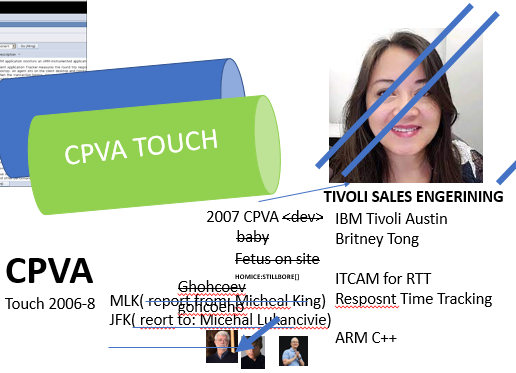 CPVA TOUCH
TIVOLI SALES ENGERINING
2007 CPVA <dev>
baby
IBM Tivoli Austin
Britney Tong
Fetus on site
HOMICE:STILLBORE[]
CPVA
Touch 2006-8
Ghohcoev
gohcoeho
ITCAM for RTT
Resposnt Time Tracking
MLK( report from: Micheal King)
JFK( reort to: Micehal Lukancivie)
ARM C++